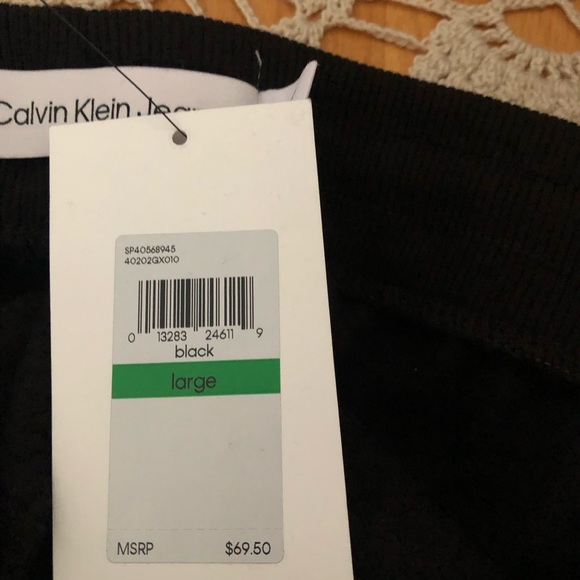 Calvin Klein
SP40568945
40202GX010
0 13283 24611 9
black
large
MSRP $69.50